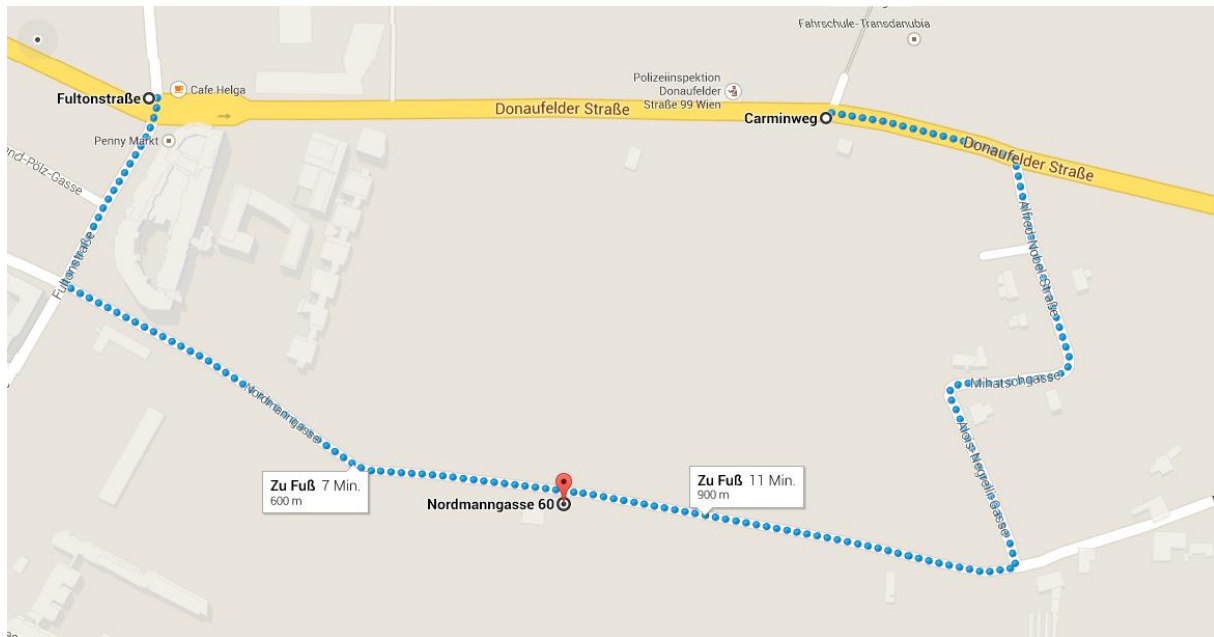 Fahrschule-Transdanubia
Polizeiinspektion
Donaufelder
Straße 99 Wien
Fultonstraße
Cafe Helga
Donaufelder Straße
Carminweg
Penny Markt
Donaufelder Straße
-Pölz-Gasse
Alfred-Nobel-Straße
Fultonstraße
Mihatschgasse
Nordmanngasse
Alois-Negrelli-Gasse
Zu Fuß 7 Min.
600 m
Zu Fuß 11 Min.
900 m
Nordmanngasse 60